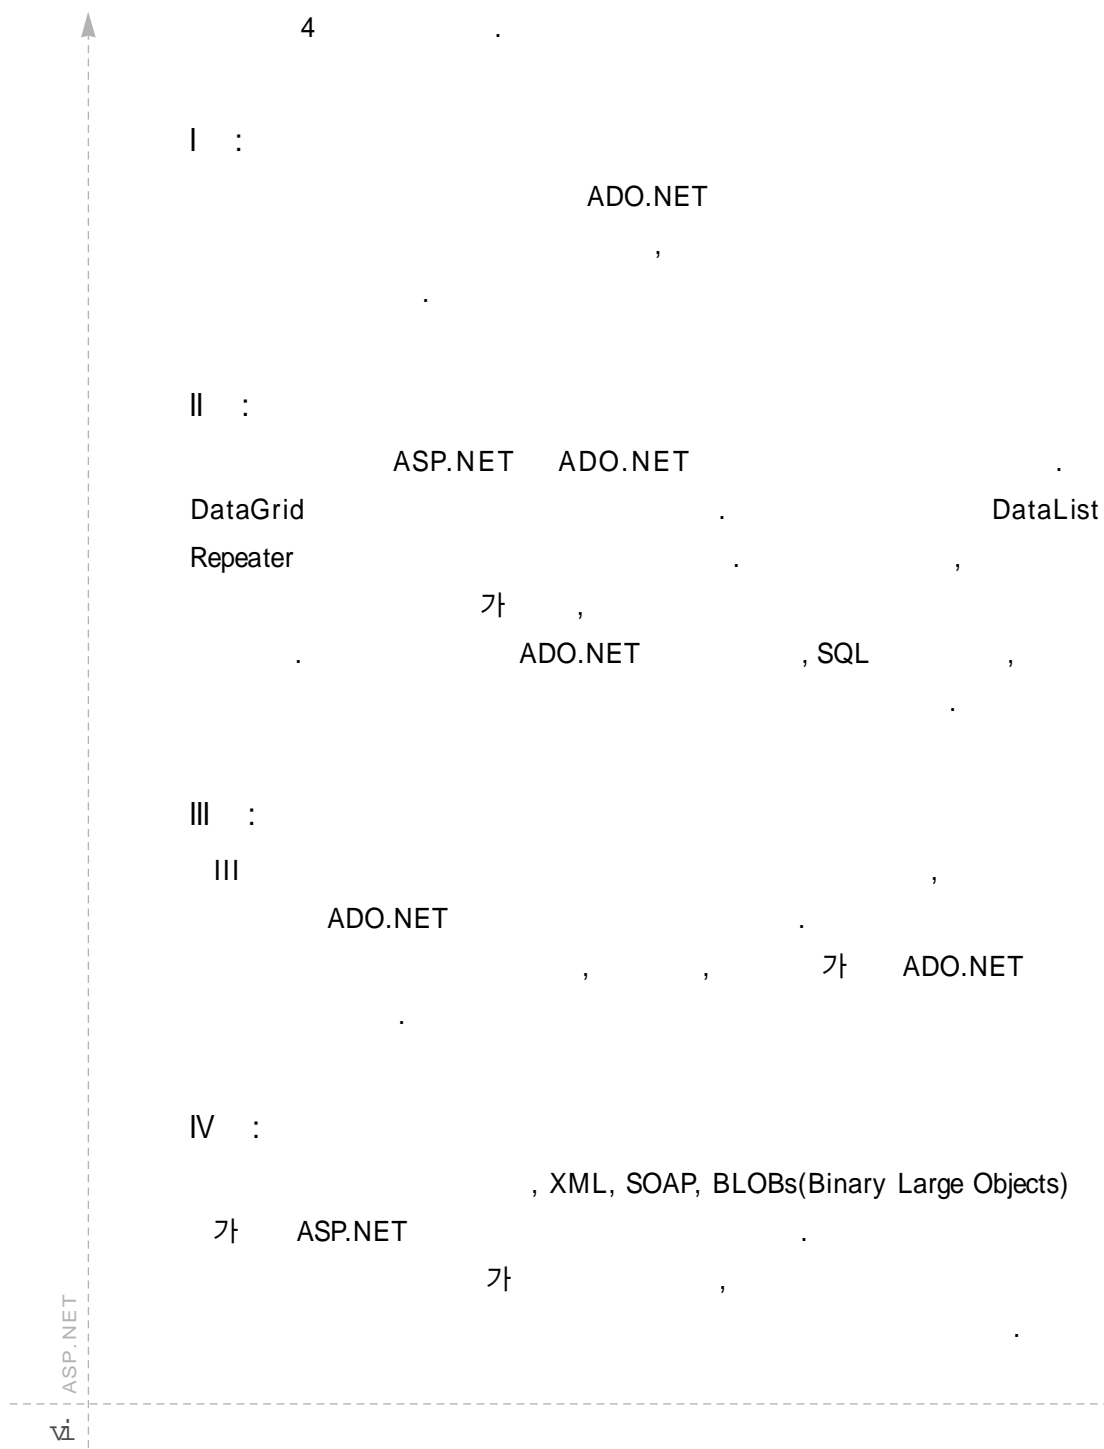 4 .
I :
ADO.NET
,
.
II :
ASP.NET ADO.NET .
DataGrid . DataList
Repeater . ,
가 ,
. ADO.NET , SQL ,
.
III :
III ,
ADO.NET .
, , 가 ADO.NET
.
IV :
, XML, SOAP, BLOBs(Binary Large Objects)
가 ASP.NET .
가 ,
.
ASP.NET
vi